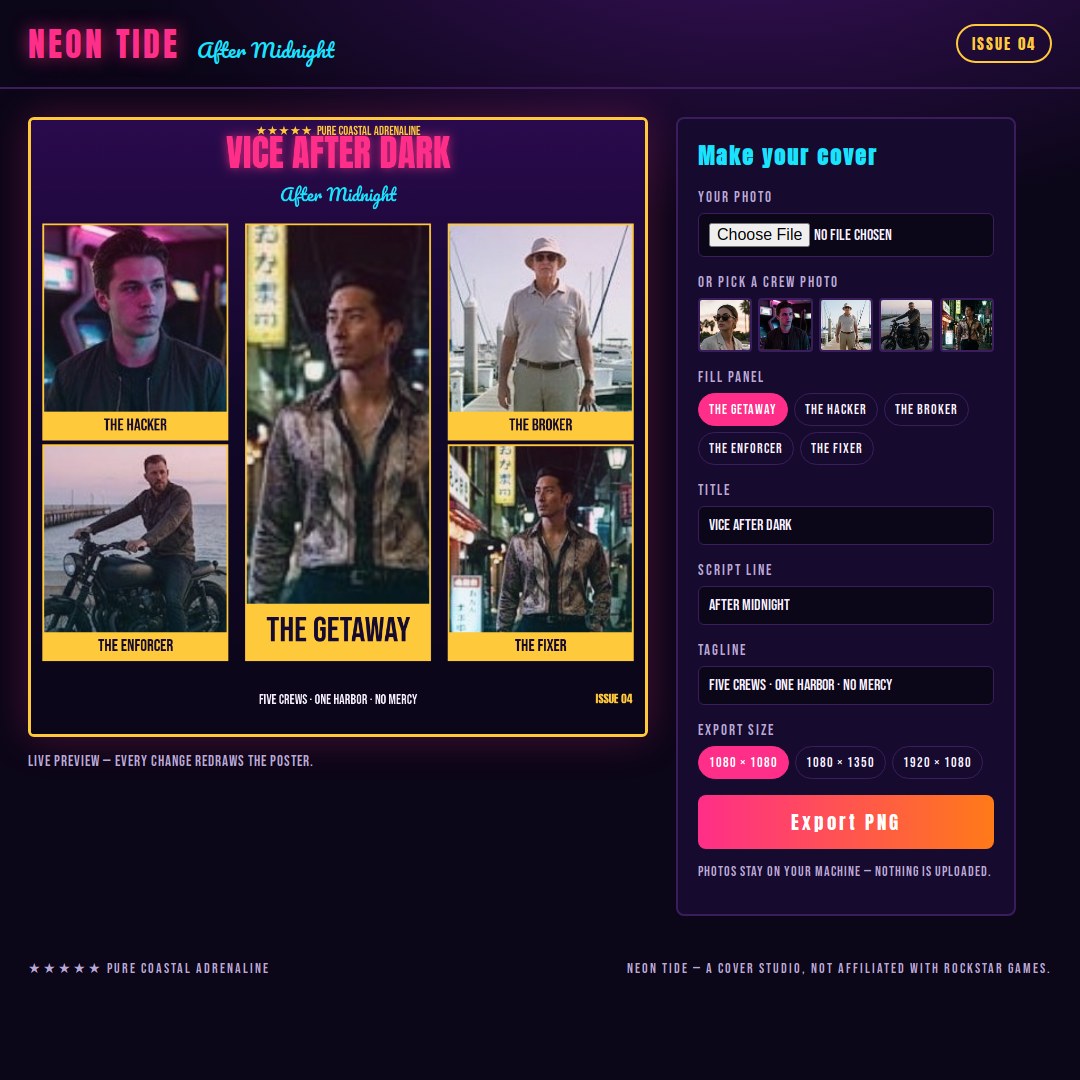 NEON TIDE After Midnight
ISSUE 04
★★★★★ PURE COASTAL ADRENALINE
VICE AFTER DARK
After Midnight
THE HACKER
THE GETAWAY
THE BROKER
THE ENFORCER
THE FIXER
FIVE CREWS · ONE HARBOR · NO MERCY
ISSUE 04
LIVE PREVIEW — EVERY CHANGE REDRAWS THE POSTER.
Make your cover
YOUR PHOTO
Choose File NO FILE CHOSEN
OR PICK A CREW PHOTO
FILL PANEL
THE GETAWAY THE HACKER THE BROKER
THE ENFORCER THE FIXER
TITLE
VICE AFTER DARK
SCRIPT LINE
AFTER MIDNIGHT
TAGLINE
FIVE CREWS · ONE HARBOR · NO MERCY
EXPORT SIZE
1080 × 1080 1080 × 1350 1920 × 1080
Export PNG
PHOTOS STAY ON YOUR MACHINE — NOTHING IS UPLOADED.
★★★★★ PURE COASTAL ADRENALINE
NEON TIDE — A COVER STUDIO, NOT AFFILIATED WITH ROCKSTAR GAMES.